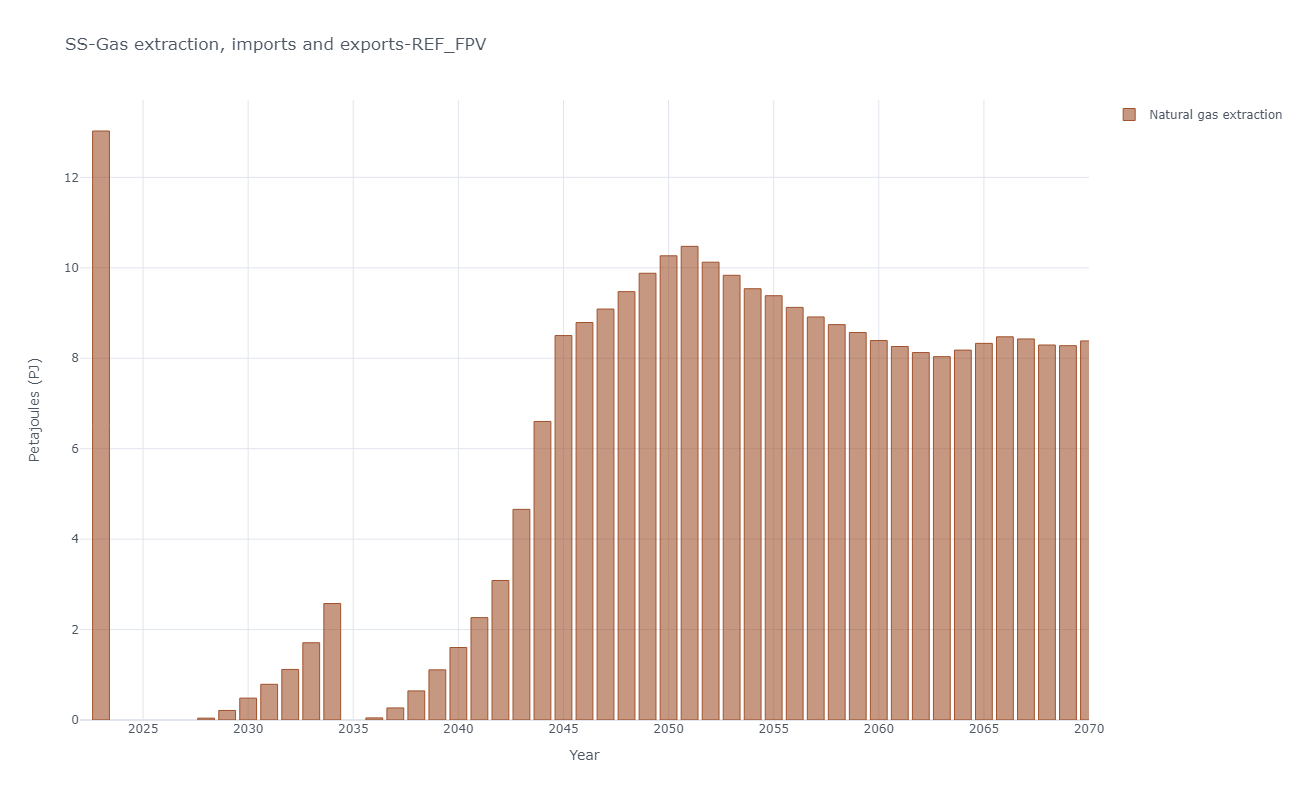 SS-Gas extraction, imports and exports-REF_FPV
Natural gas extraction
12
10
8
6
4
2
0
Petajoules (PJ)
2025 2030 2035 2040 2045 2050 2055 2060 2065 2070
Year